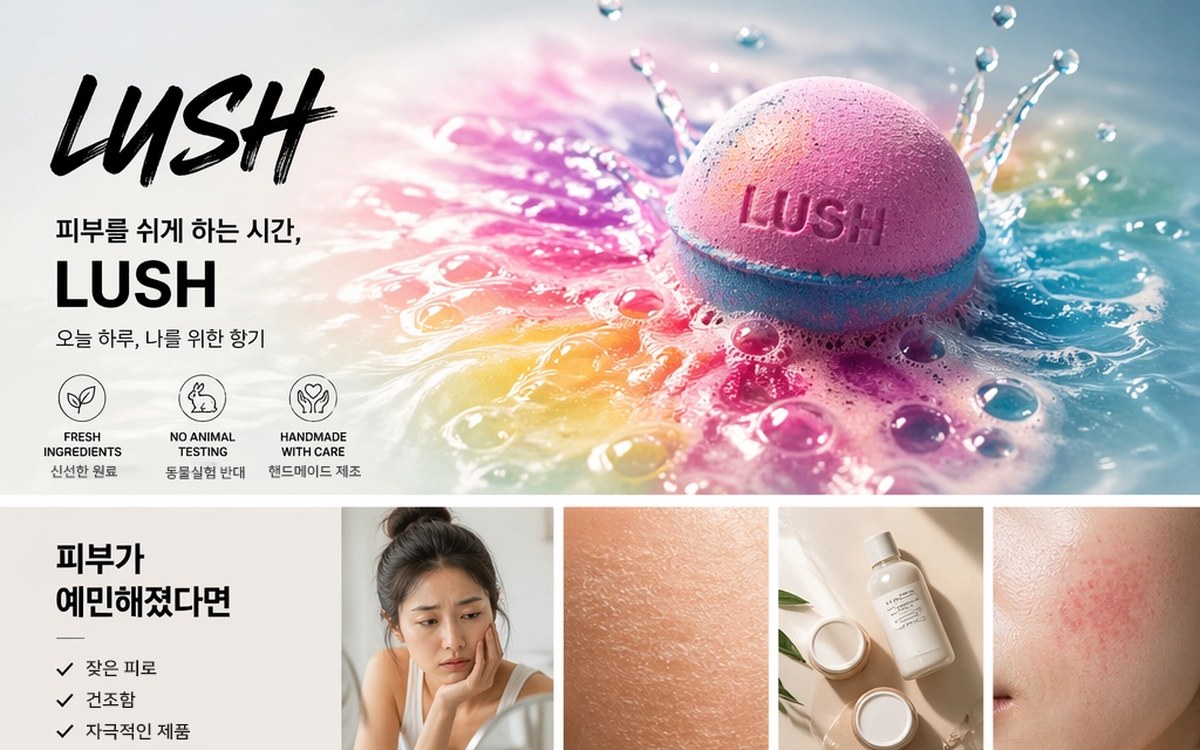 LUSH
피부를 쉬게 하는 시간,
LUSH
오늘 하루, 나를 위한 향기
FRESH
INGREDIENTS
신선한 원료
NO ANIMAL
TESTING
동물실험 반대
HANDMADE
WITH CARE
핸드메이드 제조
LUSH
피부가
예민해졌다면
잦은 피로
건조함
자극적인 제품